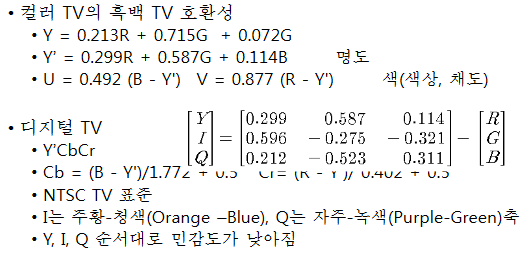 • 컬러 TV의 흑백 TV 호환성
• Y = 0.213R + 0.715G + 0.072G
• Y' = 0.299R + 0.587G + 0.114B 명도
• U = 0.492 (B - Y') V = 0.877 (R - Y') 색(색상, 채도)
• 디지털 TV
[Y] = [0.299 0.587 0.114] – [R]
[I] [0.596 – 0.275 – 0.321] [G]
[Q] [0.212 – 0.523 0.311] [B]
• Y'CbCr
• Cb = (B - Y')/1.772 + 0.5 Cr= (R - Y')/ 0.402 + 0.5
• NTSC TV 표준
• I는 주황-청색(Orange –Blue), Q는 자주-녹색(Purple-Green)축
• Y, I, Q 순서대로 민감도가 낮아짐